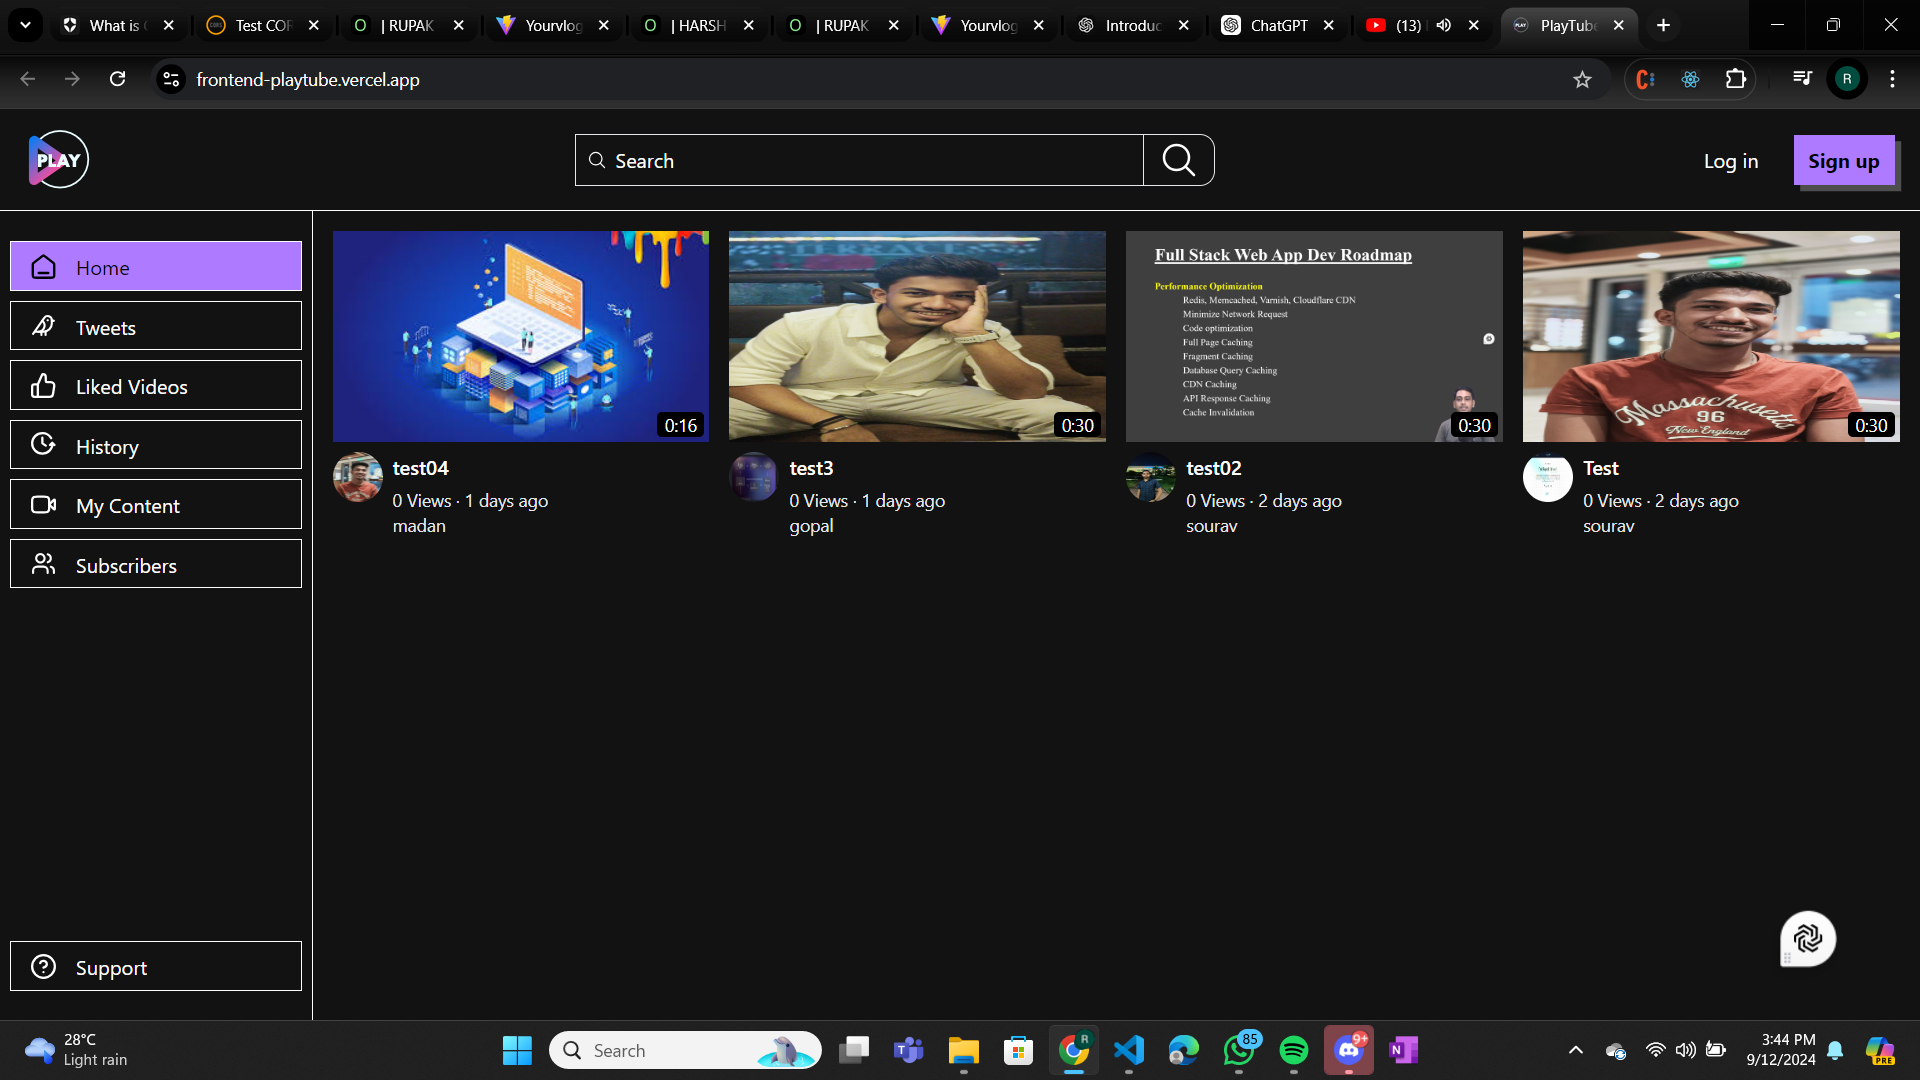 What is
Test COR
| RUPAK
Yourvlog
| HARSH
| RUPAK
Yourvlog
Introduc
ChatGPT
(13)
PlayTube
frontend-playtube.vercel.app
R
PLAY
Search
Log in
Sign up
Home
Tweets
Liked Videos
History
My Content
Subscribers
Support
0:16
test04
0 Views · 1 days ago
madan
0:30
test3
0 Views · 1 days ago
gopal
Full Stack Web App Dev Roadmap
Performance Optimization
Redis, Memcached, Varnish, Cloudflare CDN
Minimize Network Request
Code optimization
Full Page Caching
Fragment Caching
Database Query Caching
CDN Caching
API Response Caching
Cache Invalidation
0:30
test02
0 Views · 2 days ago
sourav
Massachusetts
96
New England
0:30
Test
0 Views · 2 days ago
sourav
28°C
Light rain
Search
R
85
9+
3:44 PM
9/12/2024
PRE